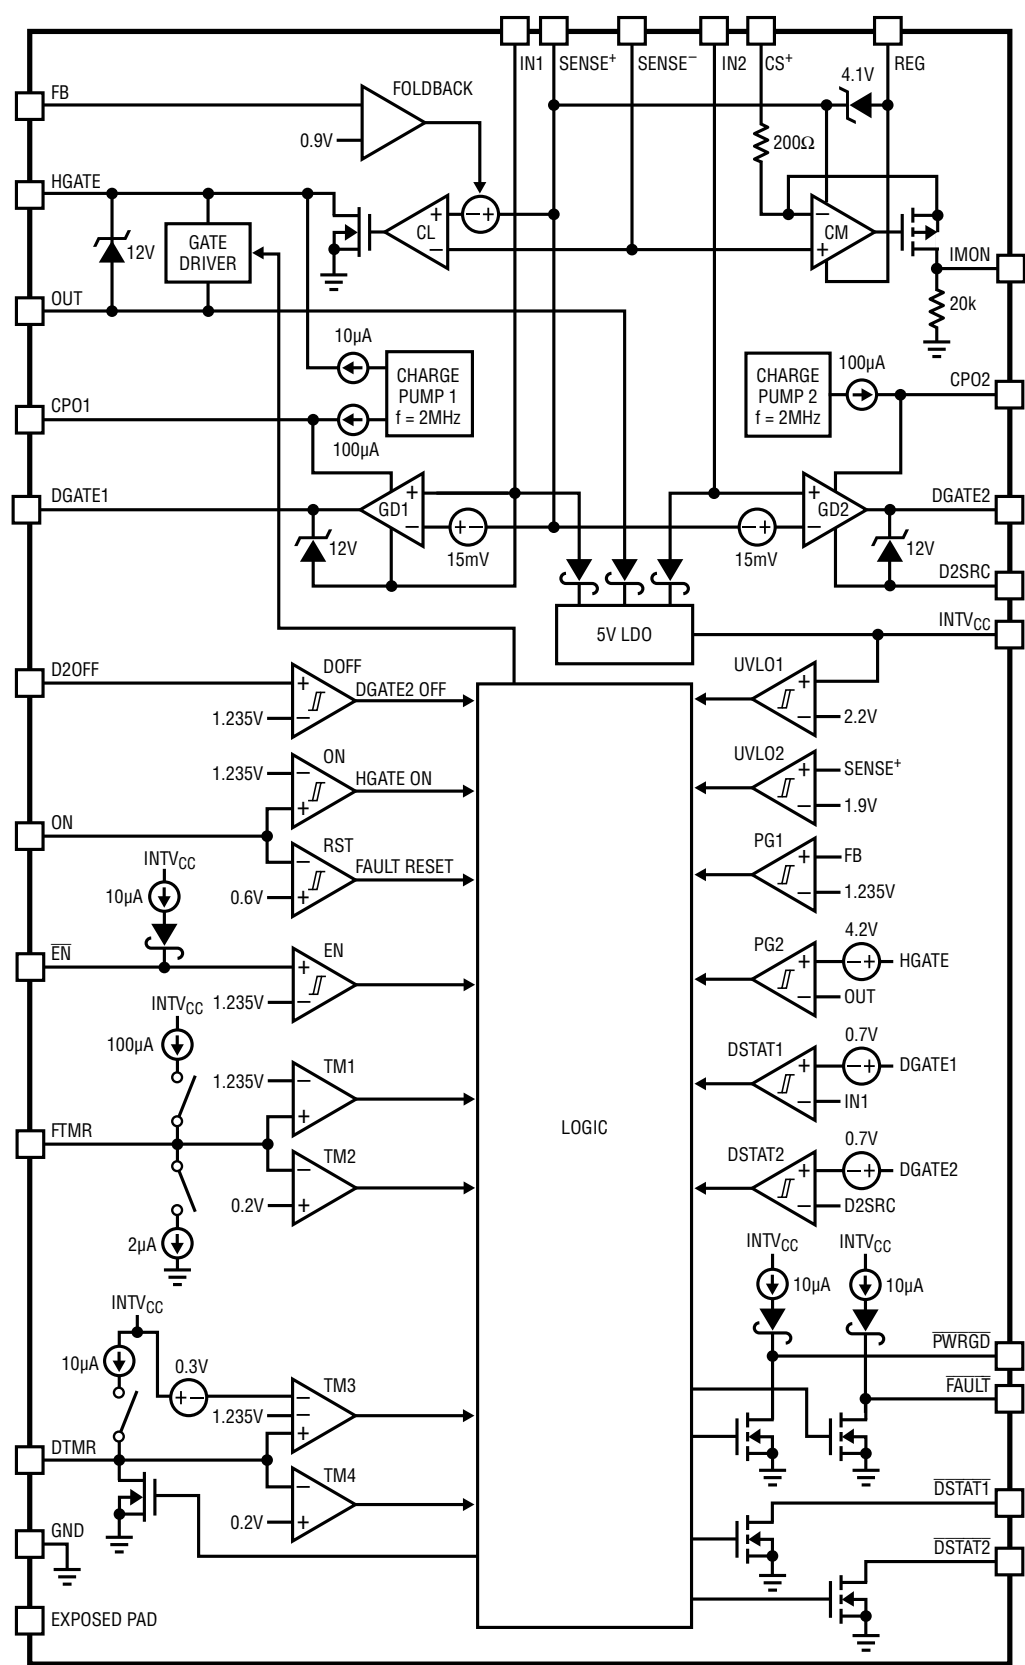 IN1
SENSE+
SENSE−
IN2
CS+
REG
FB
FOLDBACK
0.9V
4.1V
200Ω
HGATE
12V
GATE
DRIVER
CL
+
−
−+
CM
−
+
IMON
20k
OUT
10µA
CHARGE
PUMP 1
f = 2MHz
100µA
CPO1
CHARGE
PUMP 2
f = 2MHz
100µA
CPO2
DGATE1
GD1
+
−
+−
15mV
12V
−+
15mV
GD2
+
−
DGATE2
12V
D2SRC
5V LDO
INTVCC
D2OFF
DOFF
+
−
1.235V
DGATE2 OFF
UVLO1
+
−
2.2V
ON
1.235V
−
+
HGATE ON
UVLO2
+
−
SENSE+
1.9V
ON
RST
−
+
0.6V
FAULT RESET
PG1
+
−
FB
1.235V
INTVCC
10µA
EN
EN
+
−
1.235V
PG2
+
−
4.2V
−+
HGATE
OUT
INTVCC
100µA
TM1
1.235V
−
+
DSTAT1
+
−
0.7V
−+
DGATE1
IN1
LOGIC
FTMR
TM2
−
+
0.2V
2µA
DSTAT2
+
−
0.7V
−+
DGATE2
D2SRC
INTVCC
10µA
INTVCC
10µA
PWRGD
FAULT
INTVCC
10µA
0.3V
+−
TM3
−
1.235V
−
+
DTMR
TM4
−
+
0.2V
DSTAT1
DSTAT2
GND
EXPOSED PAD